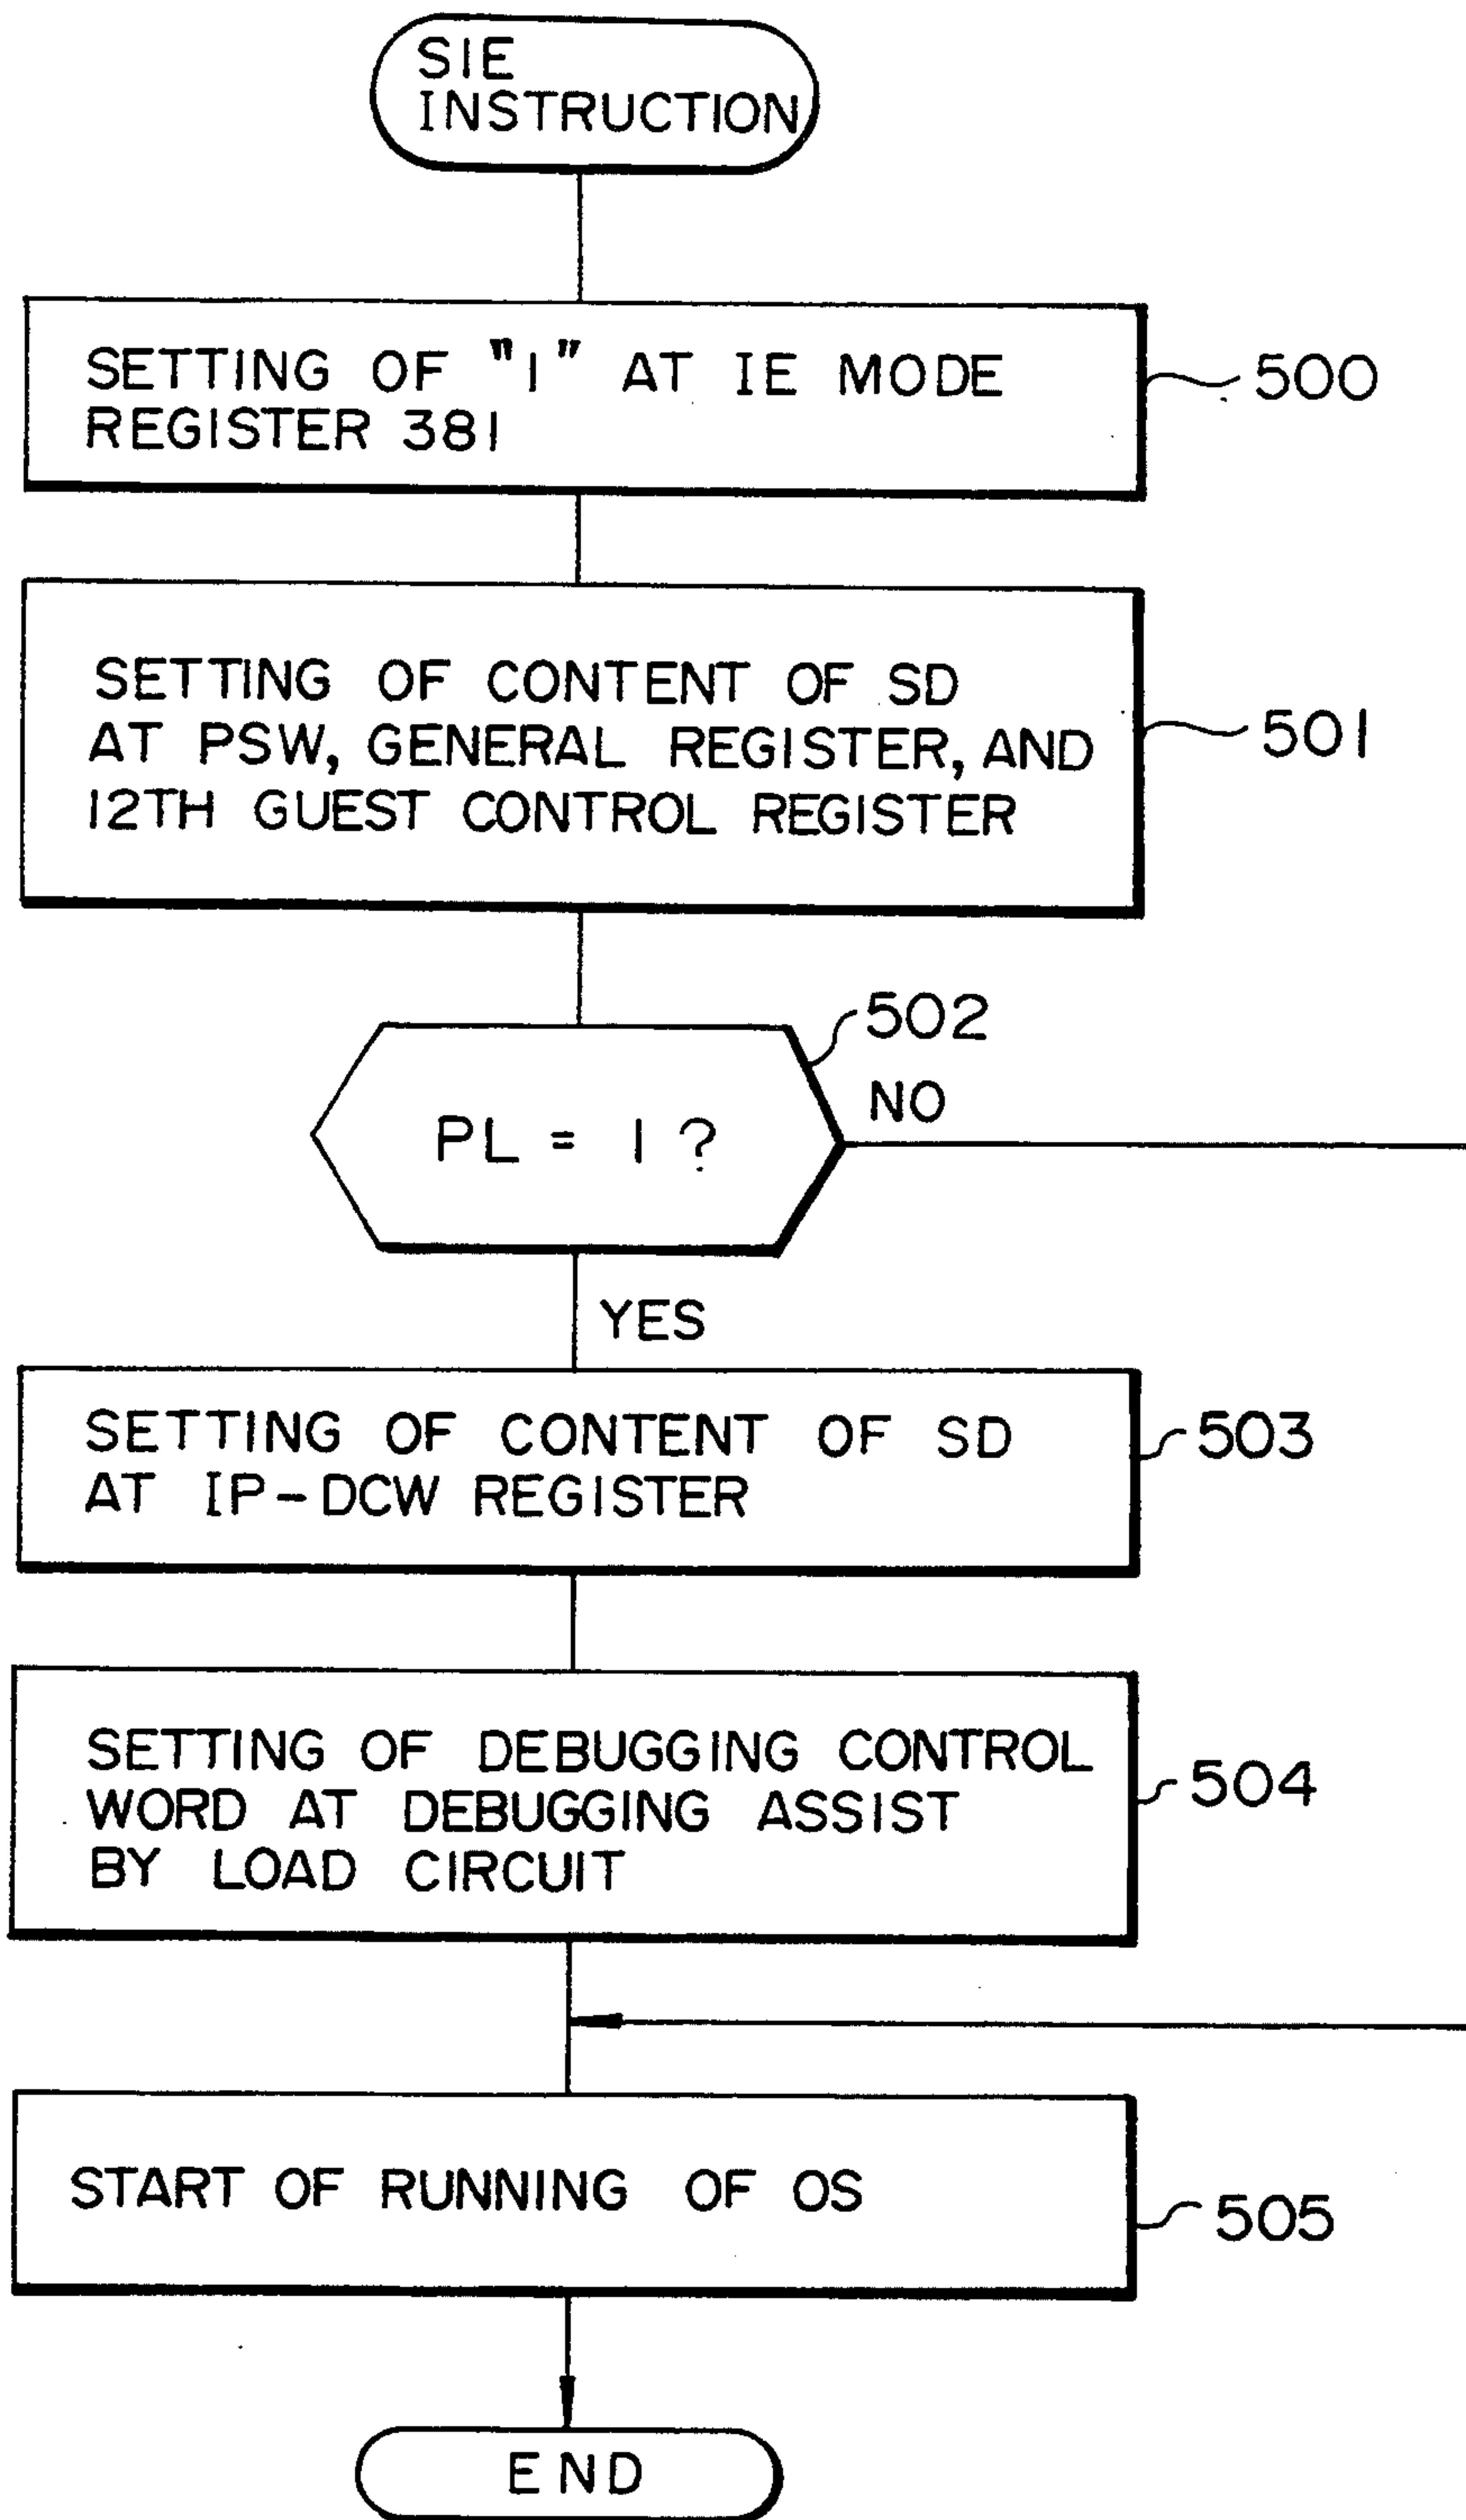 SIE
INSTRUCTION
SETTING OF "1" AT IE MODE
REGISTER 381
500
SETTING OF CONTENT OF SD
AT PSW, GENERAL REGISTER, AND
12TH GUEST CONTROL REGISTER
501
502
NO
PL = 1 ?
YES
SETTING OF CONTENT OF SD
AT IP-DCW REGISTER
503
SETTING OF DEBUGGING CONTROL
WORD AT DEBUGGING ASSIST
BY LOAD CIRCUIT
504
START OF RUNNING OF OS
505
END